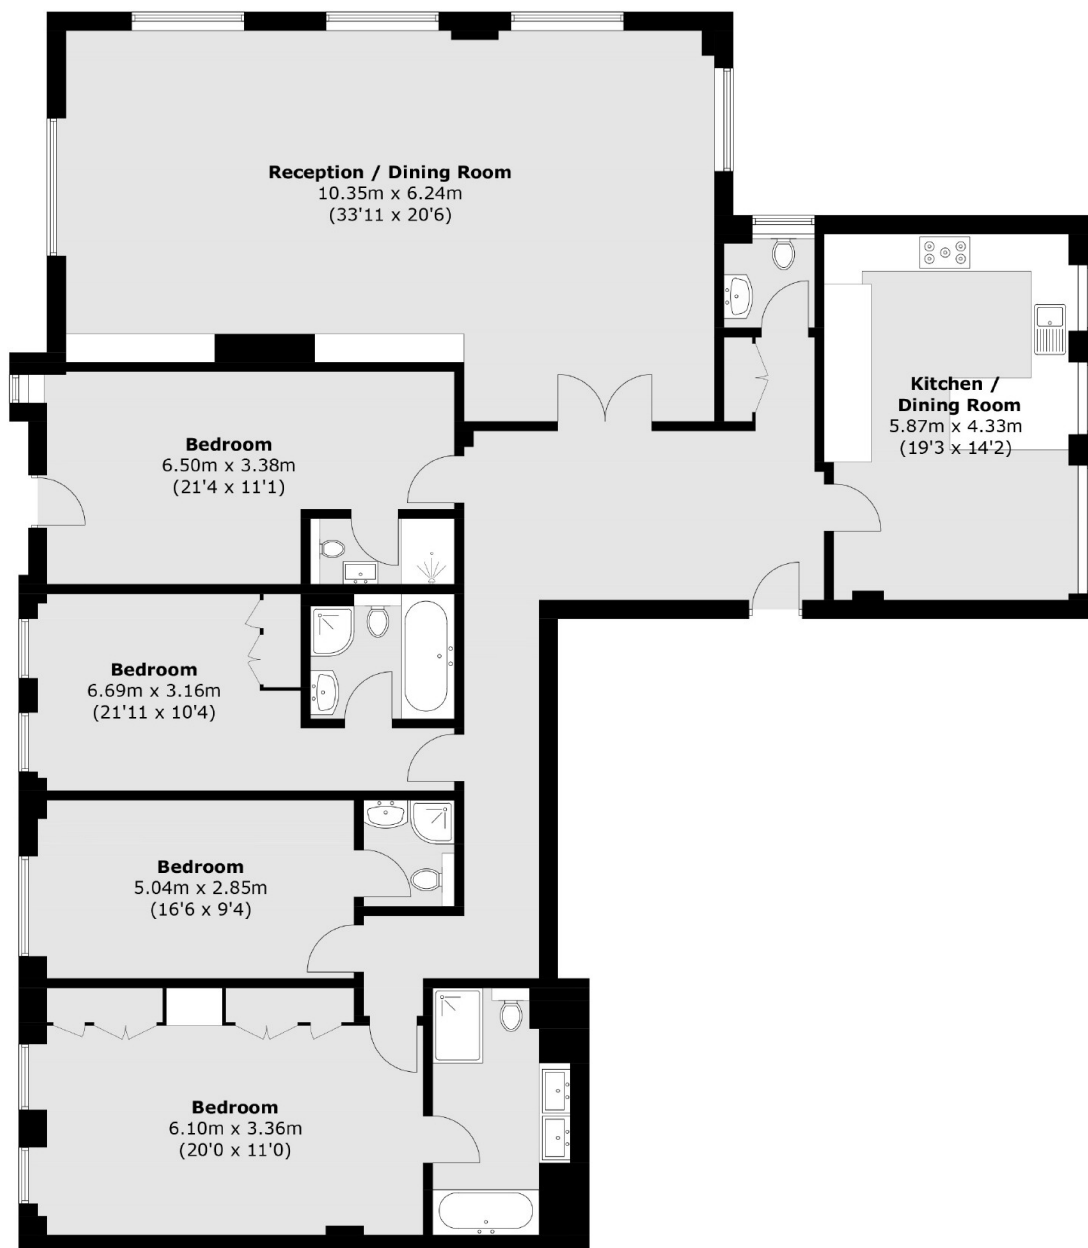 Reception / Dining Room
10.35m x 6.24m
(33'11 x 20'6)
Kitchen /
Dining Room
5.87m x 4.33m
(19'3 x 14'2)
Bedroom
6.50m x 3.38m
(21'4 x 11'1)
Bedroom
6.69m x 3.16m
(21'11 x 10'4)
Bedroom
5.04m x 2.85m
(16'6 x 9'4)
Bedroom
6.10m x 3.36m
(20'0 x 11'0)